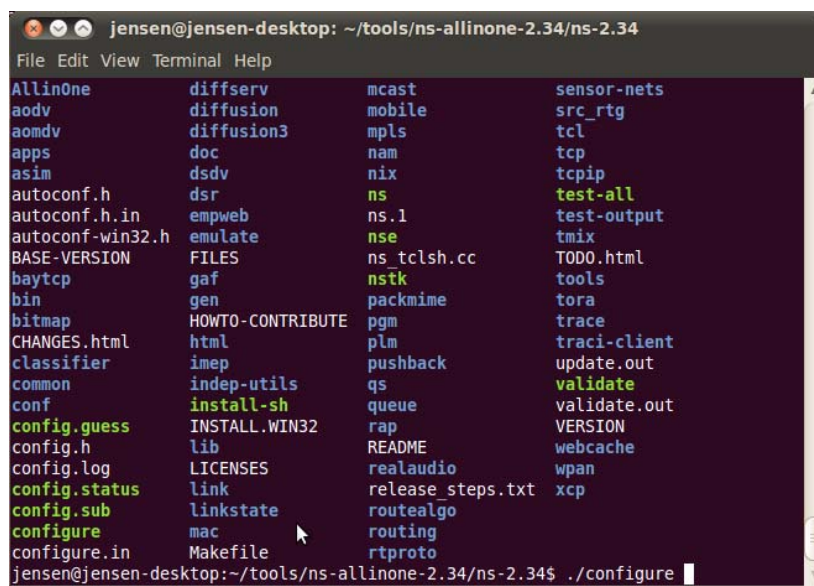 jensen@jensen-desktop: ~/tools/ns-allinone-2.34/ns-2.34
File Edit View Terminal Help
AllinOne diffserv mcast sensor-nets
aodv diffusion mobile src_rtg
aomdv diffusion3 mpls tcl
apps doc nam tcp
asim dsdv nix tcpip
autoconf.h dsr ns test-all
autoconf.h.in empweb ns.1 test-output
autoconf-win32.h emulate nse tmix
BASE-VERSION FILES ns_tclsh.cc TODO.html
baytcp gaf nstk tools
bin gen packmime tora
bitmap HOWTO-CONTRIBUTE pgm trace
CHANGES.html html plm traci-client
classifier imep pushback update.out
common indep-utils qs validate
conf install-sh queue validate.out
config.guess INSTALL.WIN32 rap VERSION
config.h lib README webcache
config.log LICENSES realaudio wpan
config.status link release_steps.txt xcp
config.sub linkstate routealgo
configure mac routing
configure.in Makefile rtproto
jensen@jensen-desktop:~/tools/ns-allinone-2.34/ns-2.34$ ./configure